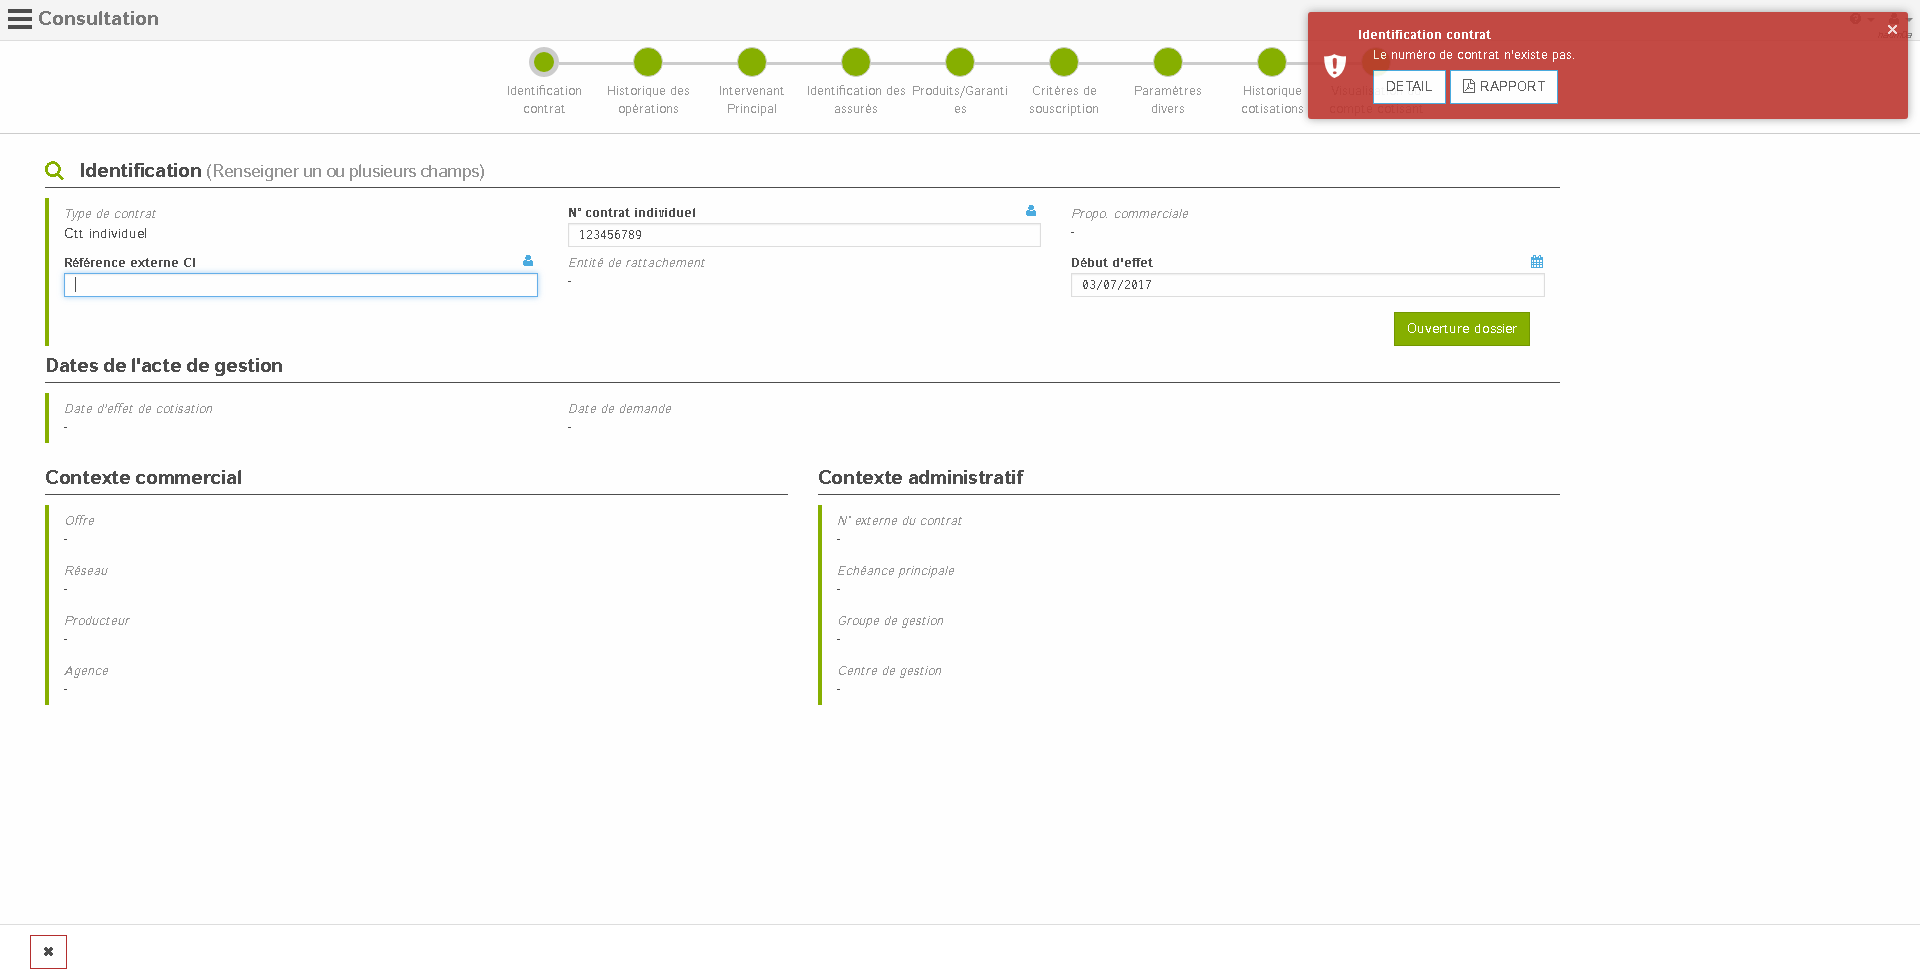 Consultation
Identification contrat
Historique des opérations
Intervenant Principal
Identification des assurés
Produits/Garanti es
Critères de souscription
Paramètres divers
Historique cotisations
Identification contrat
Le numéro de contrat n'existe pas.
DETAIL
RAPPORT
Identification (Renseigner un ou plusieurs champs)
Type de contrat
Ctt individuel
N° contrat individuel
123456789
Propo. commerciale
-
Référence externe CI
Entité de rattachement
-
Début d'effet
03/07/2017
Ouverture dossier
Dates de l'acte de gestion
Date d'effet de cotisation
-
Date de demande
-
Contexte commercial
Offre
-
Réseau
-
Producteur
-
Agence
-
Contexte administratif
N° externe du contrat
-
Echéance principale
-
Groupe de gestion
-
Centre de gestion
-